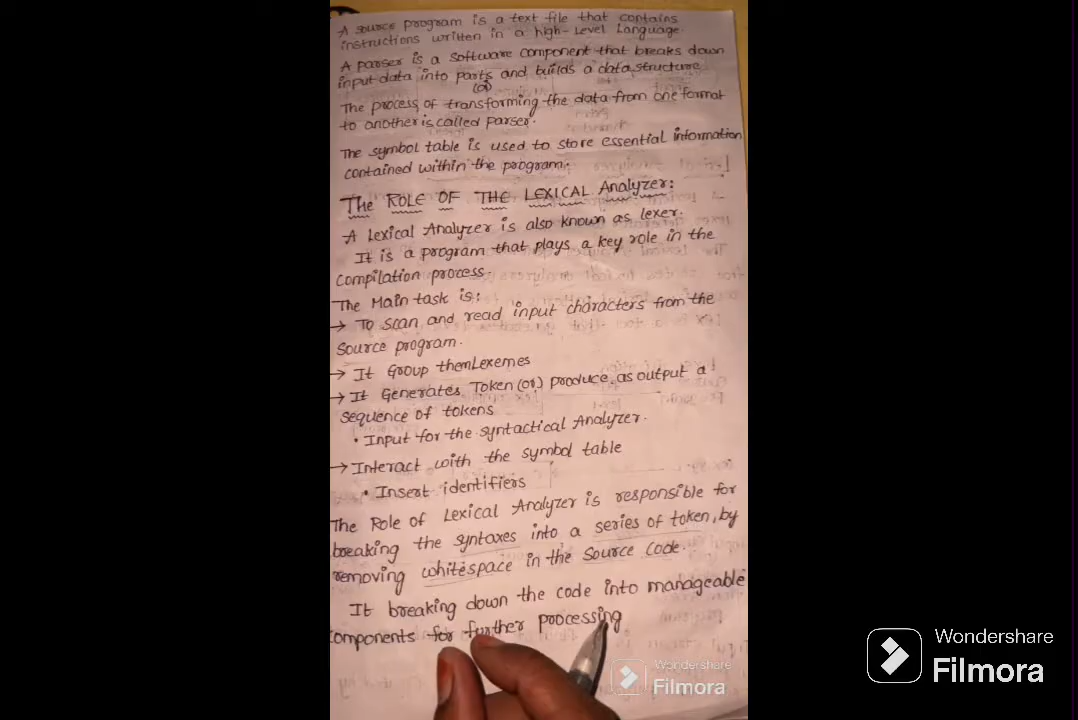 A source program is a text file that contains
instructions written in a high-Level Language.
A parser is a software component that breaks down
input data into parts and builds a data structure
(or)
The process of transforming the data from one format
to another is called parser.
The symbol table is used to store essential information
contained within the program.
The ROLE OF THE LEXICAL Analyzer:
A Lexical Analyzer is also known as lexer.
It is a program that plays a key role in the
compilation process.
The Main task is:
→ To scan and read input characters from the
Source program.
→ It Group themLexemes
→ It Generates Token (or) produce as output a
sequence of tokens
• Input for the syntactical Analyzer.
→ Interact with the symbol table
• Insert identifiers
The Role of Lexical Analyzer is responsible for
breaking the syntaxes into a series of token, by
removing whitespace in the Source code.
It breaking down the code into manageable
components for further processing
Wondershare
Filmora
Wondershare
Filmora